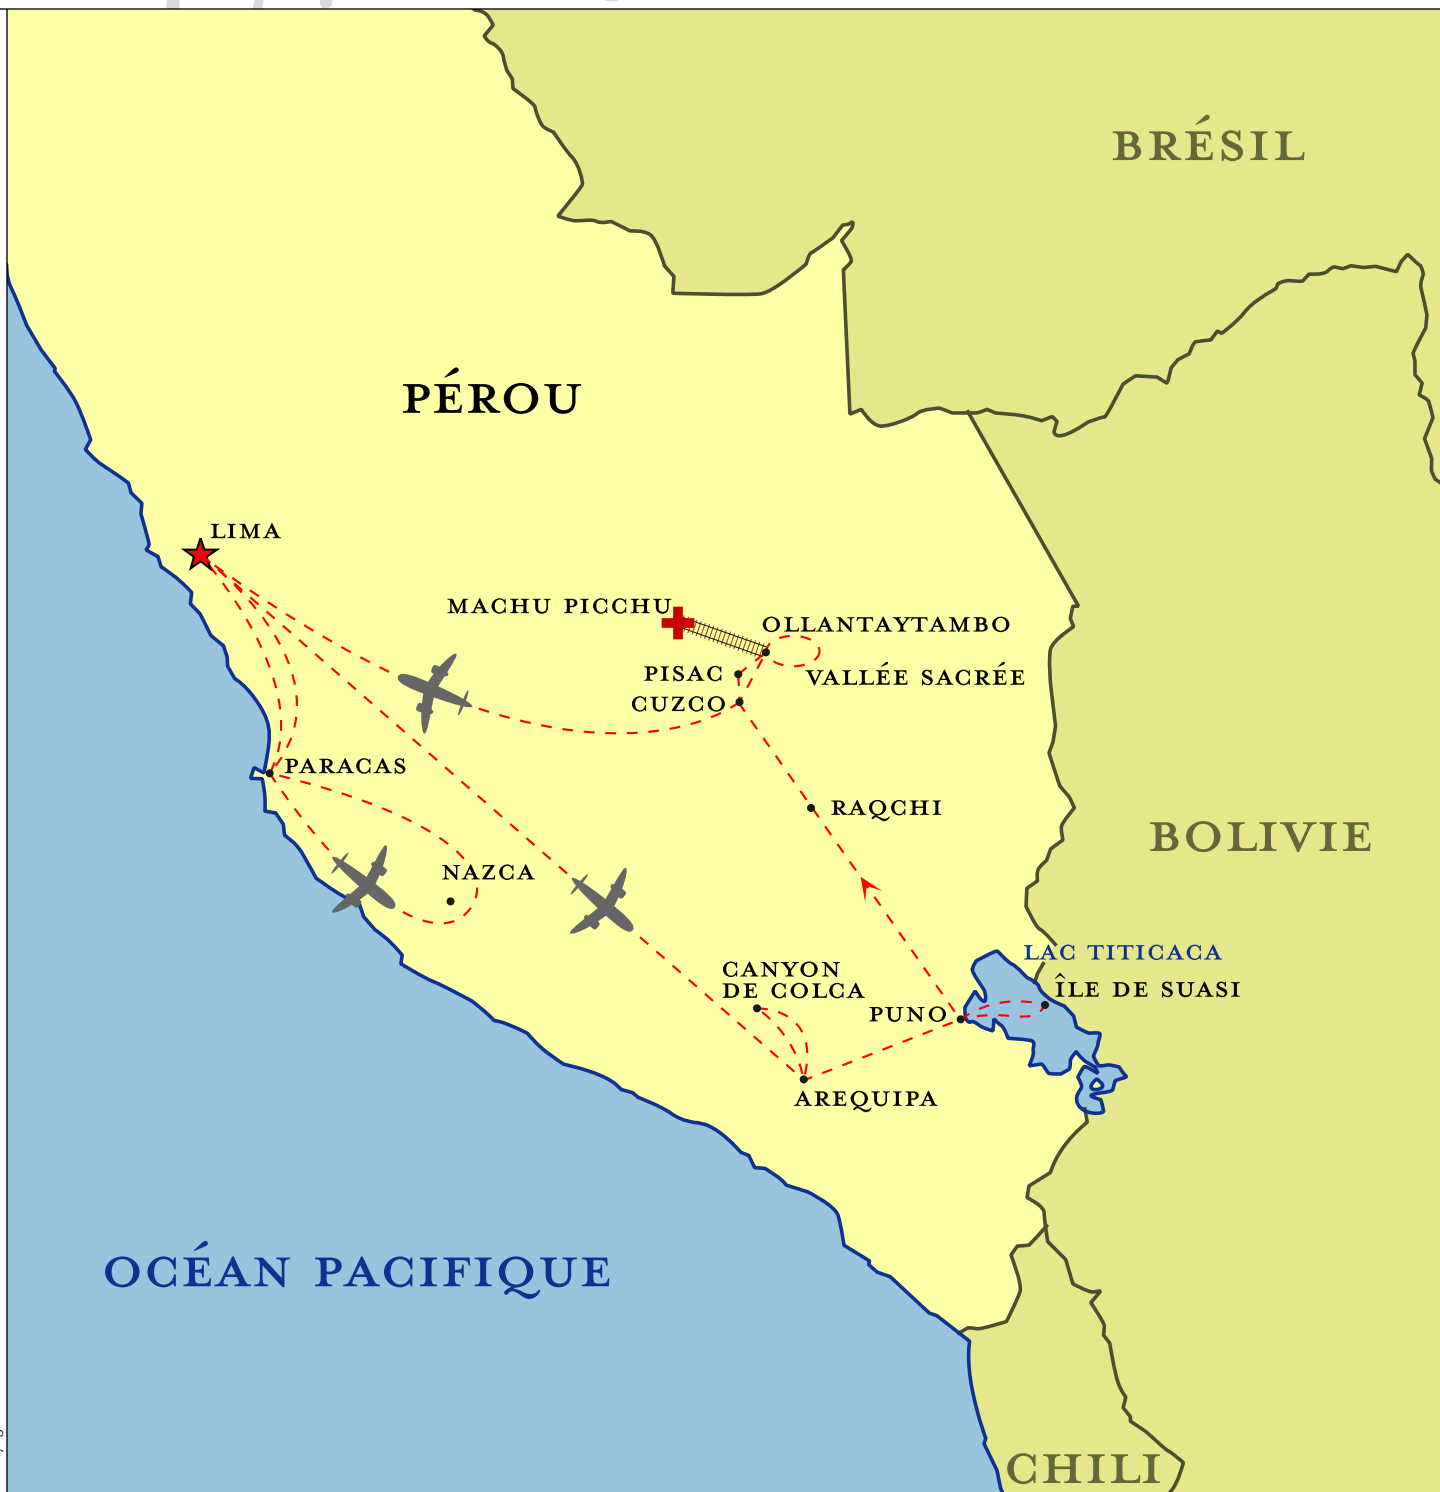 BRÉSIL
PÉROU
LIMA
MACHU PICCHU
OLLANTAYTAMBO
PISAC
VALLÉE SACRÉE
CUZCO
PARACAS
RAQCHI
BOLIVIE
NAZCA
LAC TITICACA
CANYON
DE COLCA
ÎLE DE SUASI
PUNO
AREQUIPA
OCÉAN PACIFIQUE
CHILI